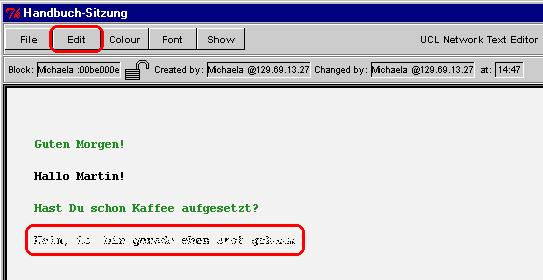 Handbuch-Sitzung
File Edit Colour Font Show UCL Network Text Editor
Block: Michaela :00be000e Created by: Michaela @129.69.13.27 Changed by: Michaela @129.69.13.27 at: 14:47
Guten Morgen!
Hallo Martin!
Hast Du schon Kaffee aufgesetzt?
Nein, bin gerade eben erst